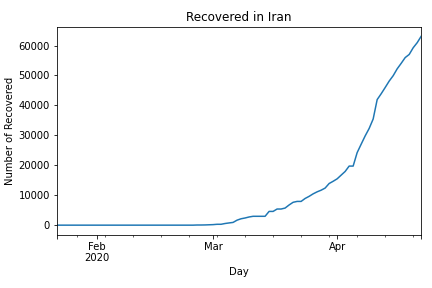 Recovered in Iran
Number of Recovered
60000
50000
40000
30000
20000
10000
0
Feb
2020
Mar
Apr
Day